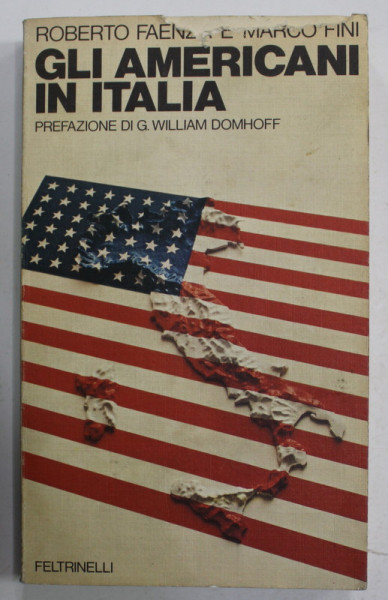 ROBERTO FAENZA E MARCO FINI
GLI AMERICANI
IN ITALIA
PREFAZIONE DI G. WILLIAM DOMHOFF
FELTRINELLI